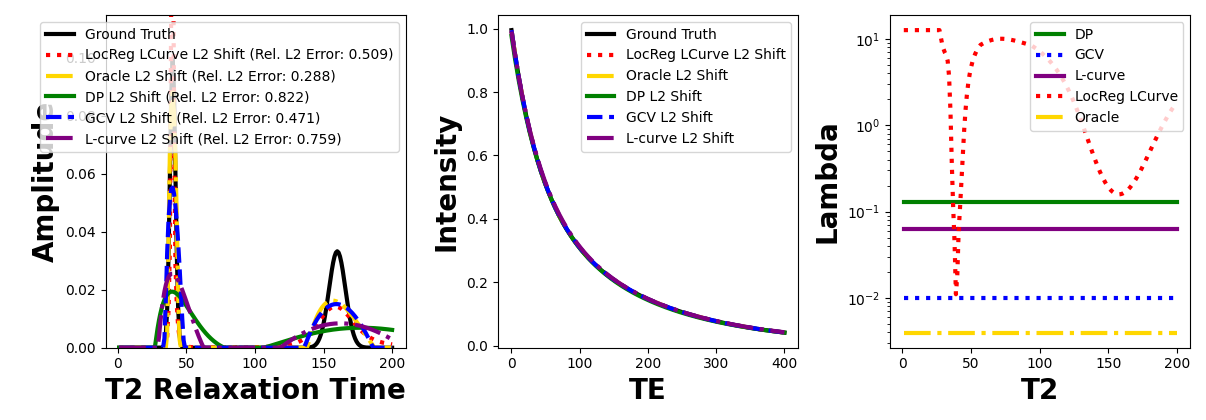 Amplitude
0.10
0.08
0.06
0.04
0.02
0.00
Ground Truth
LocReg LCurve L2 Shift (Rel. L2 Error: 0.509)
Oracle L2 Shift (Rel. L2 Error: 0.288)
DP L2 Shift (Rel. L2 Error: 0.822)
GCV L2 Shift (Rel. L2 Error: 0.471)
L-curve L2 Shift (Rel. L2 Error: 0.759)
0 50 100 150 200
T2 Relaxation Time
Intensity
1.0
0.8
0.6
0.4
0.2
0.0
Ground Truth
LocReg LCurve L2 Shift
Oracle L2 Shift
DP L2 Shift
GCV L2 Shift
L-curve L2 Shift
0 100 200 300 400
TE
Lambda
10¹
10⁰
10⁻¹
10⁻²
DP
GCV
L-curve
LocReg LCurve
Oracle
0 50 100 150 200
T2